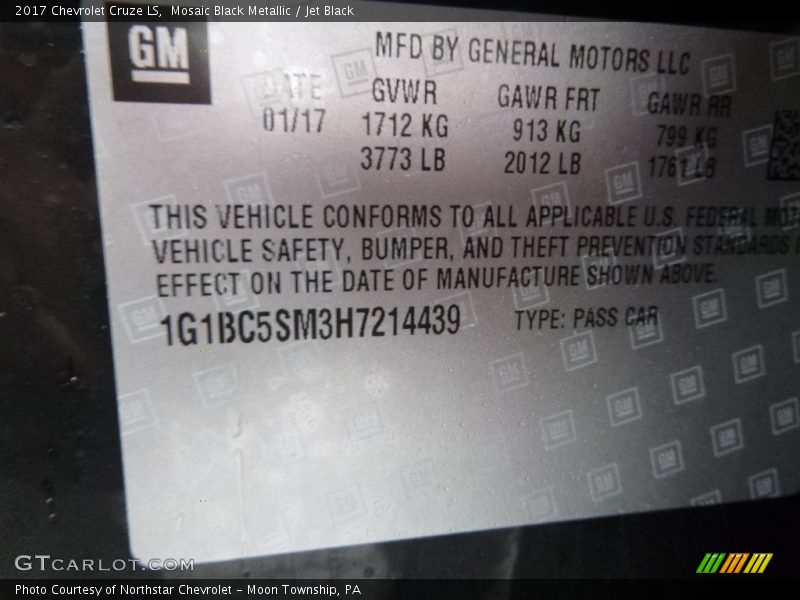 2017 Chevrolet Cruze LS, Mosaic Black Metallic / Jet Black
GM
MFD BY GENERAL MOTORS LLC
DATE GVWR GAWR FRT GAWR RR
01/17 1712 KG 913 KG 799 KG
3773 LB 2012 LB 1761 LB
THIS VEHICLE CONFORMS TO ALL APPLICABLE U.S. FEDERAL MOT
VEHICLE SAFETY, BUMPER, AND THEFT PREVENTION STANDARDS
EFFECT ON THE DATE OF MANUFACTURE SHOWN ABOVE.
1G1BC5SM3H7214439 TYPE: PASS CAR
GTCARLOT.COM
Photo Courtesy of Northstar Chevrolet – Moon Township, PA